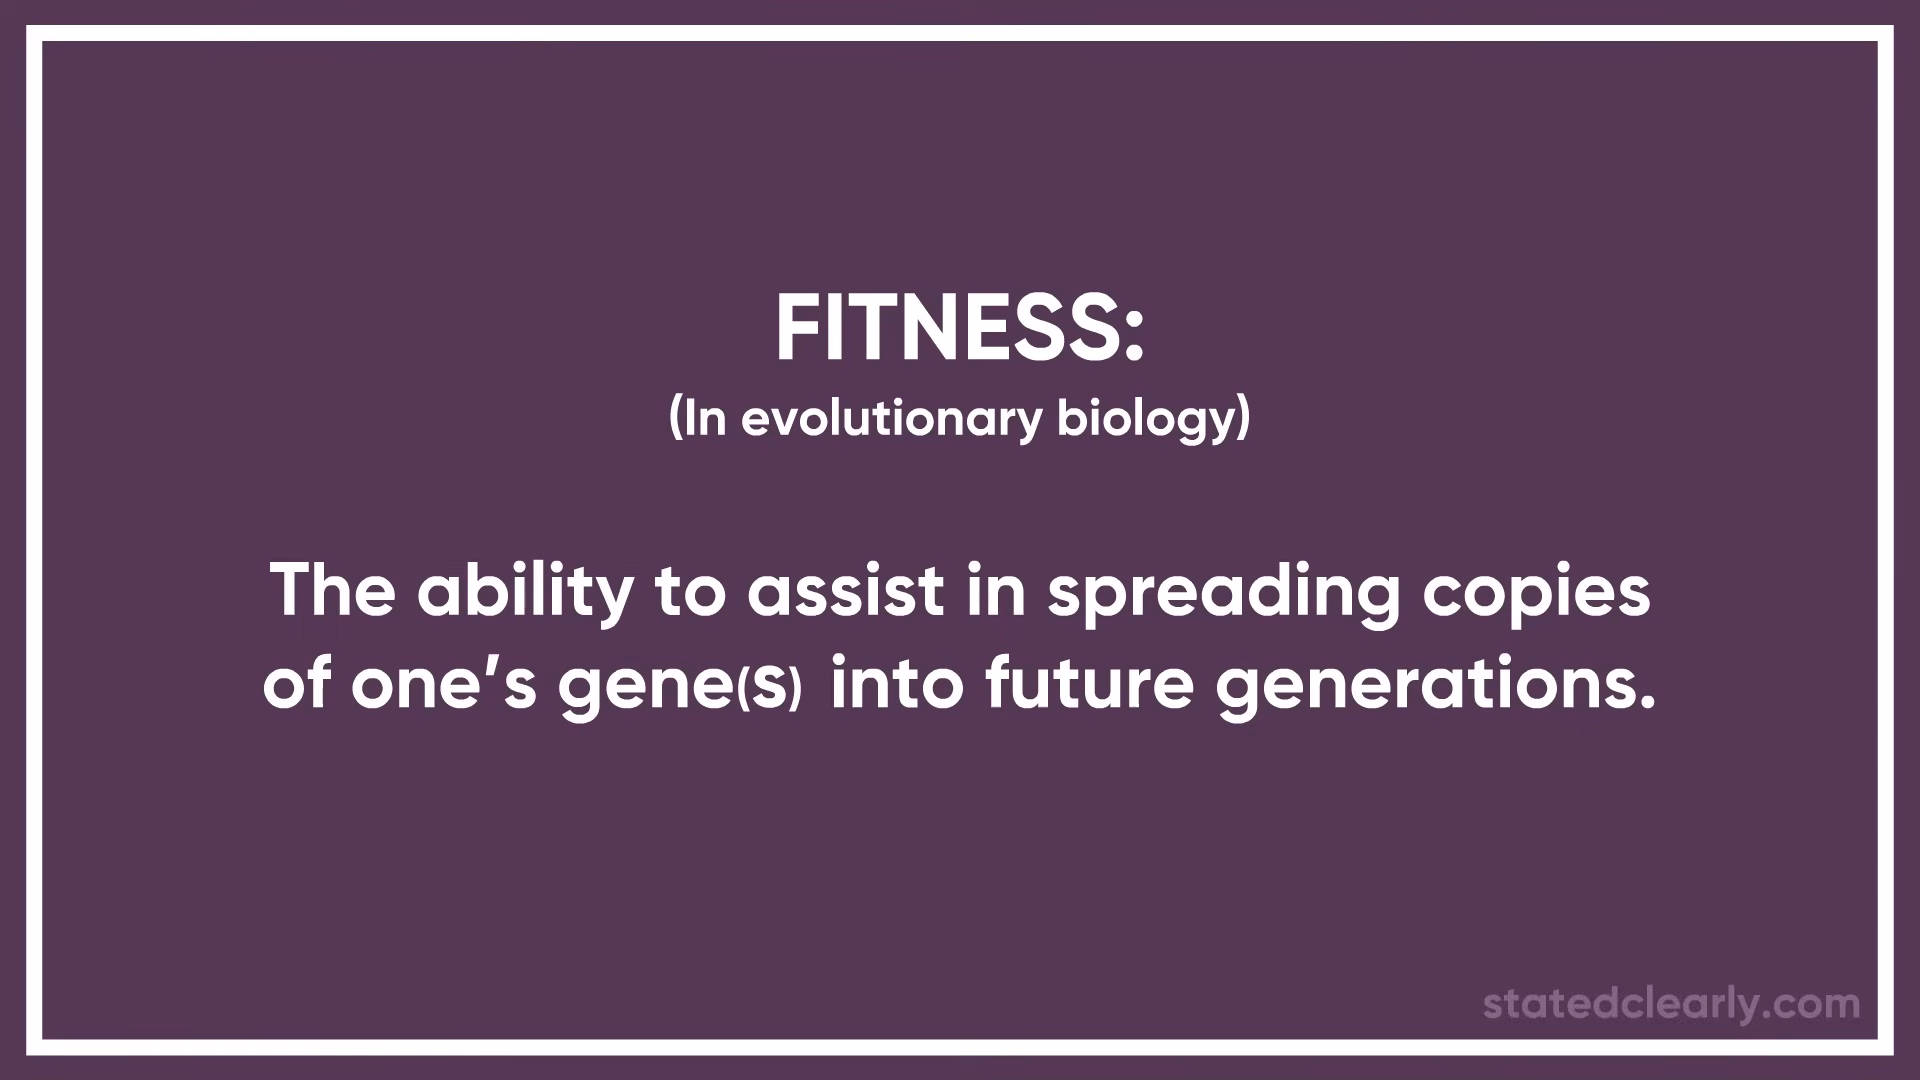 FITNESS:
(In evolutionary biology)
The ability to assist in spreading copies
of one’s gene(s) into future generations.
statedclearly.com